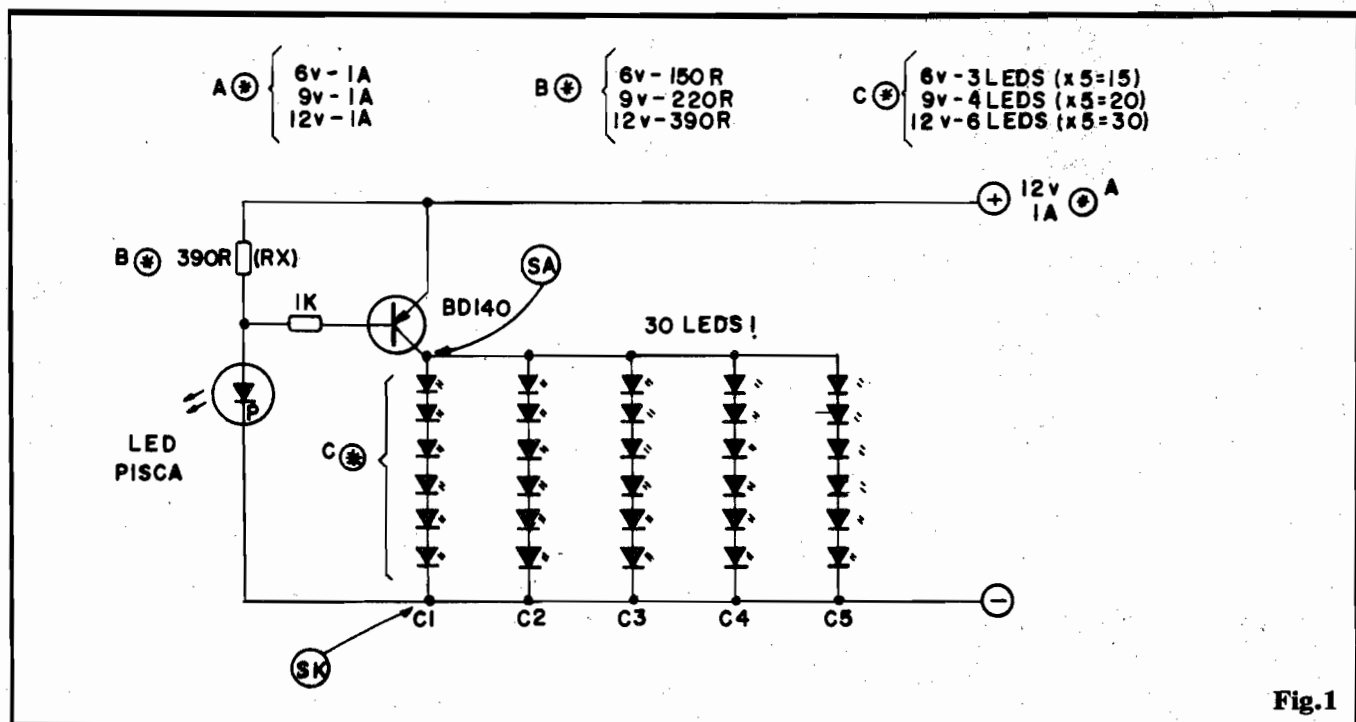 A * 6v-1A
9v-1A
12v-1A
B * 6v-150R
9v-220R
12v-390R
C * 6v-3 LEDS (x5=15)
9v-4 LEDS (x5=20)
12v-6 LEDS (x5=30)
+ 12v
1A * A
B * 390R (RX)
SA
1K
BD140
30 LEDS!
P
LED
PISCA
C *
-
C1 C2 C3 C4 C5
SK
Fig.1